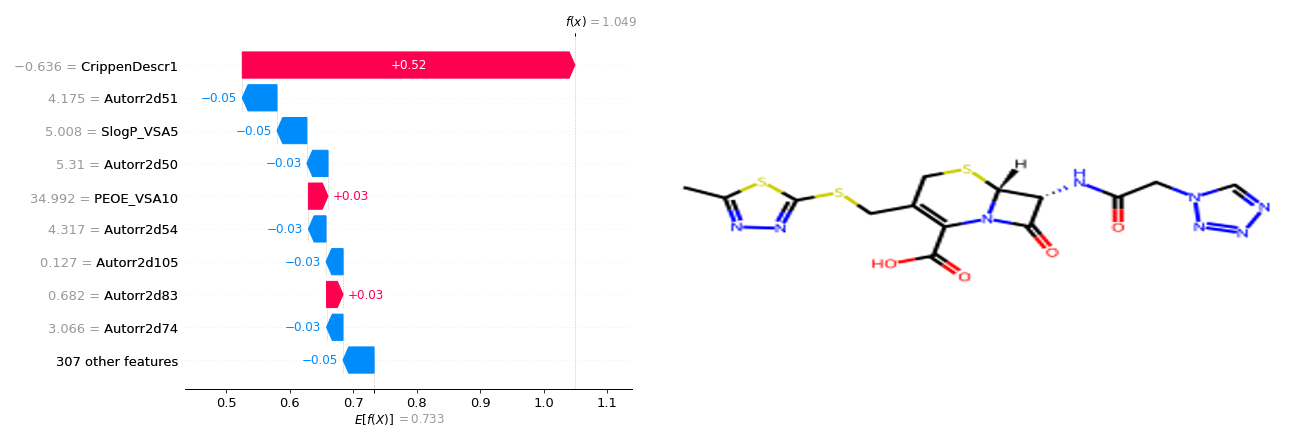 f(x) = 1.049
−0.636 = CrippenDescr1
+0.52
4.175 = Autorr2d51
−0.05
5.008 = SlogP_VSA5
−0.05
5.31 = Autorr2d50
−0.03
34.992 = PEOE_VSA10
+0.03
4.317 = Autorr2d54
−0.03
0.127 = Autorr2d105
−0.03
0.682 = Autorr2d83
+0.03
3.066 = Autorr2d74
−0.03
307 other features
−0.05
0.5 0.6 0.7 0.8 0.9 1.0 1.1
E[f(X)] = 0.733
H
S
S
S
H
N
N
N
N
N
N
N
N
O
O
HO
O